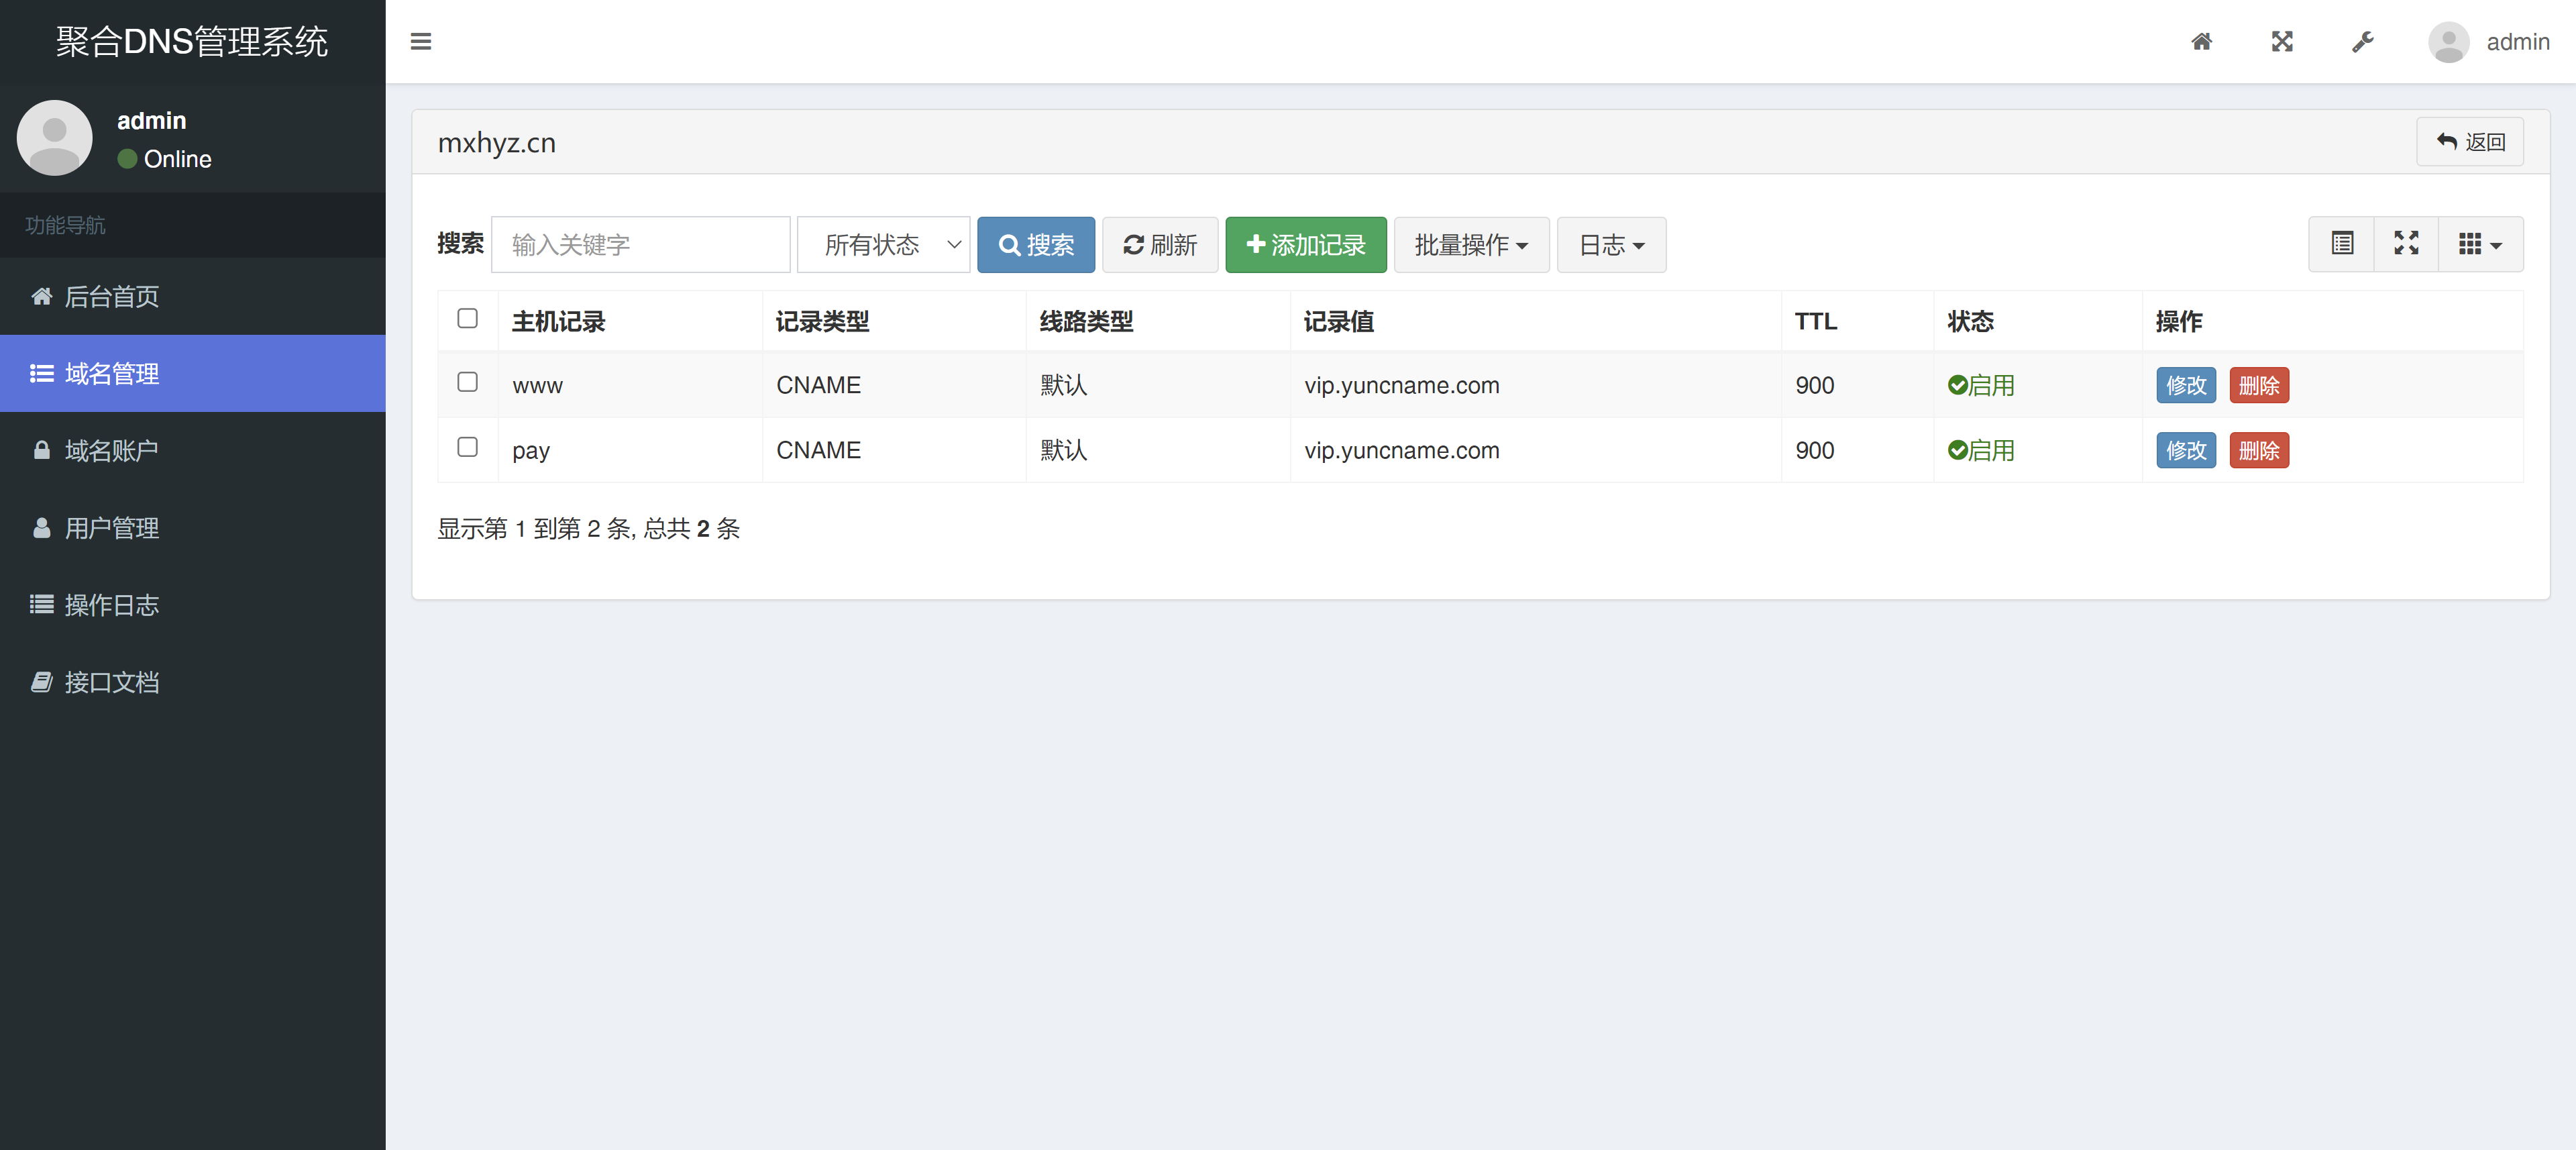 聚合DNS管理系统
admin
admin
Online
功能导航
后台首页
域名管理
域名账户
用户管理
操作日志
接口文档
mxhyz.cn
返回
搜索 输入关键字 所有状态 搜索 刷新 添加记录 批量操作 日志
主机记录 记录类型 线路类型 记录值 TTL 状态 操作
www CNAME 默认 vip.yuncname.com 900 启用 修改 删除
pay CNAME 默认 vip.yuncname.com 900 启用 修改 删除
显示第 1 到第 2 条, 总共 2 条